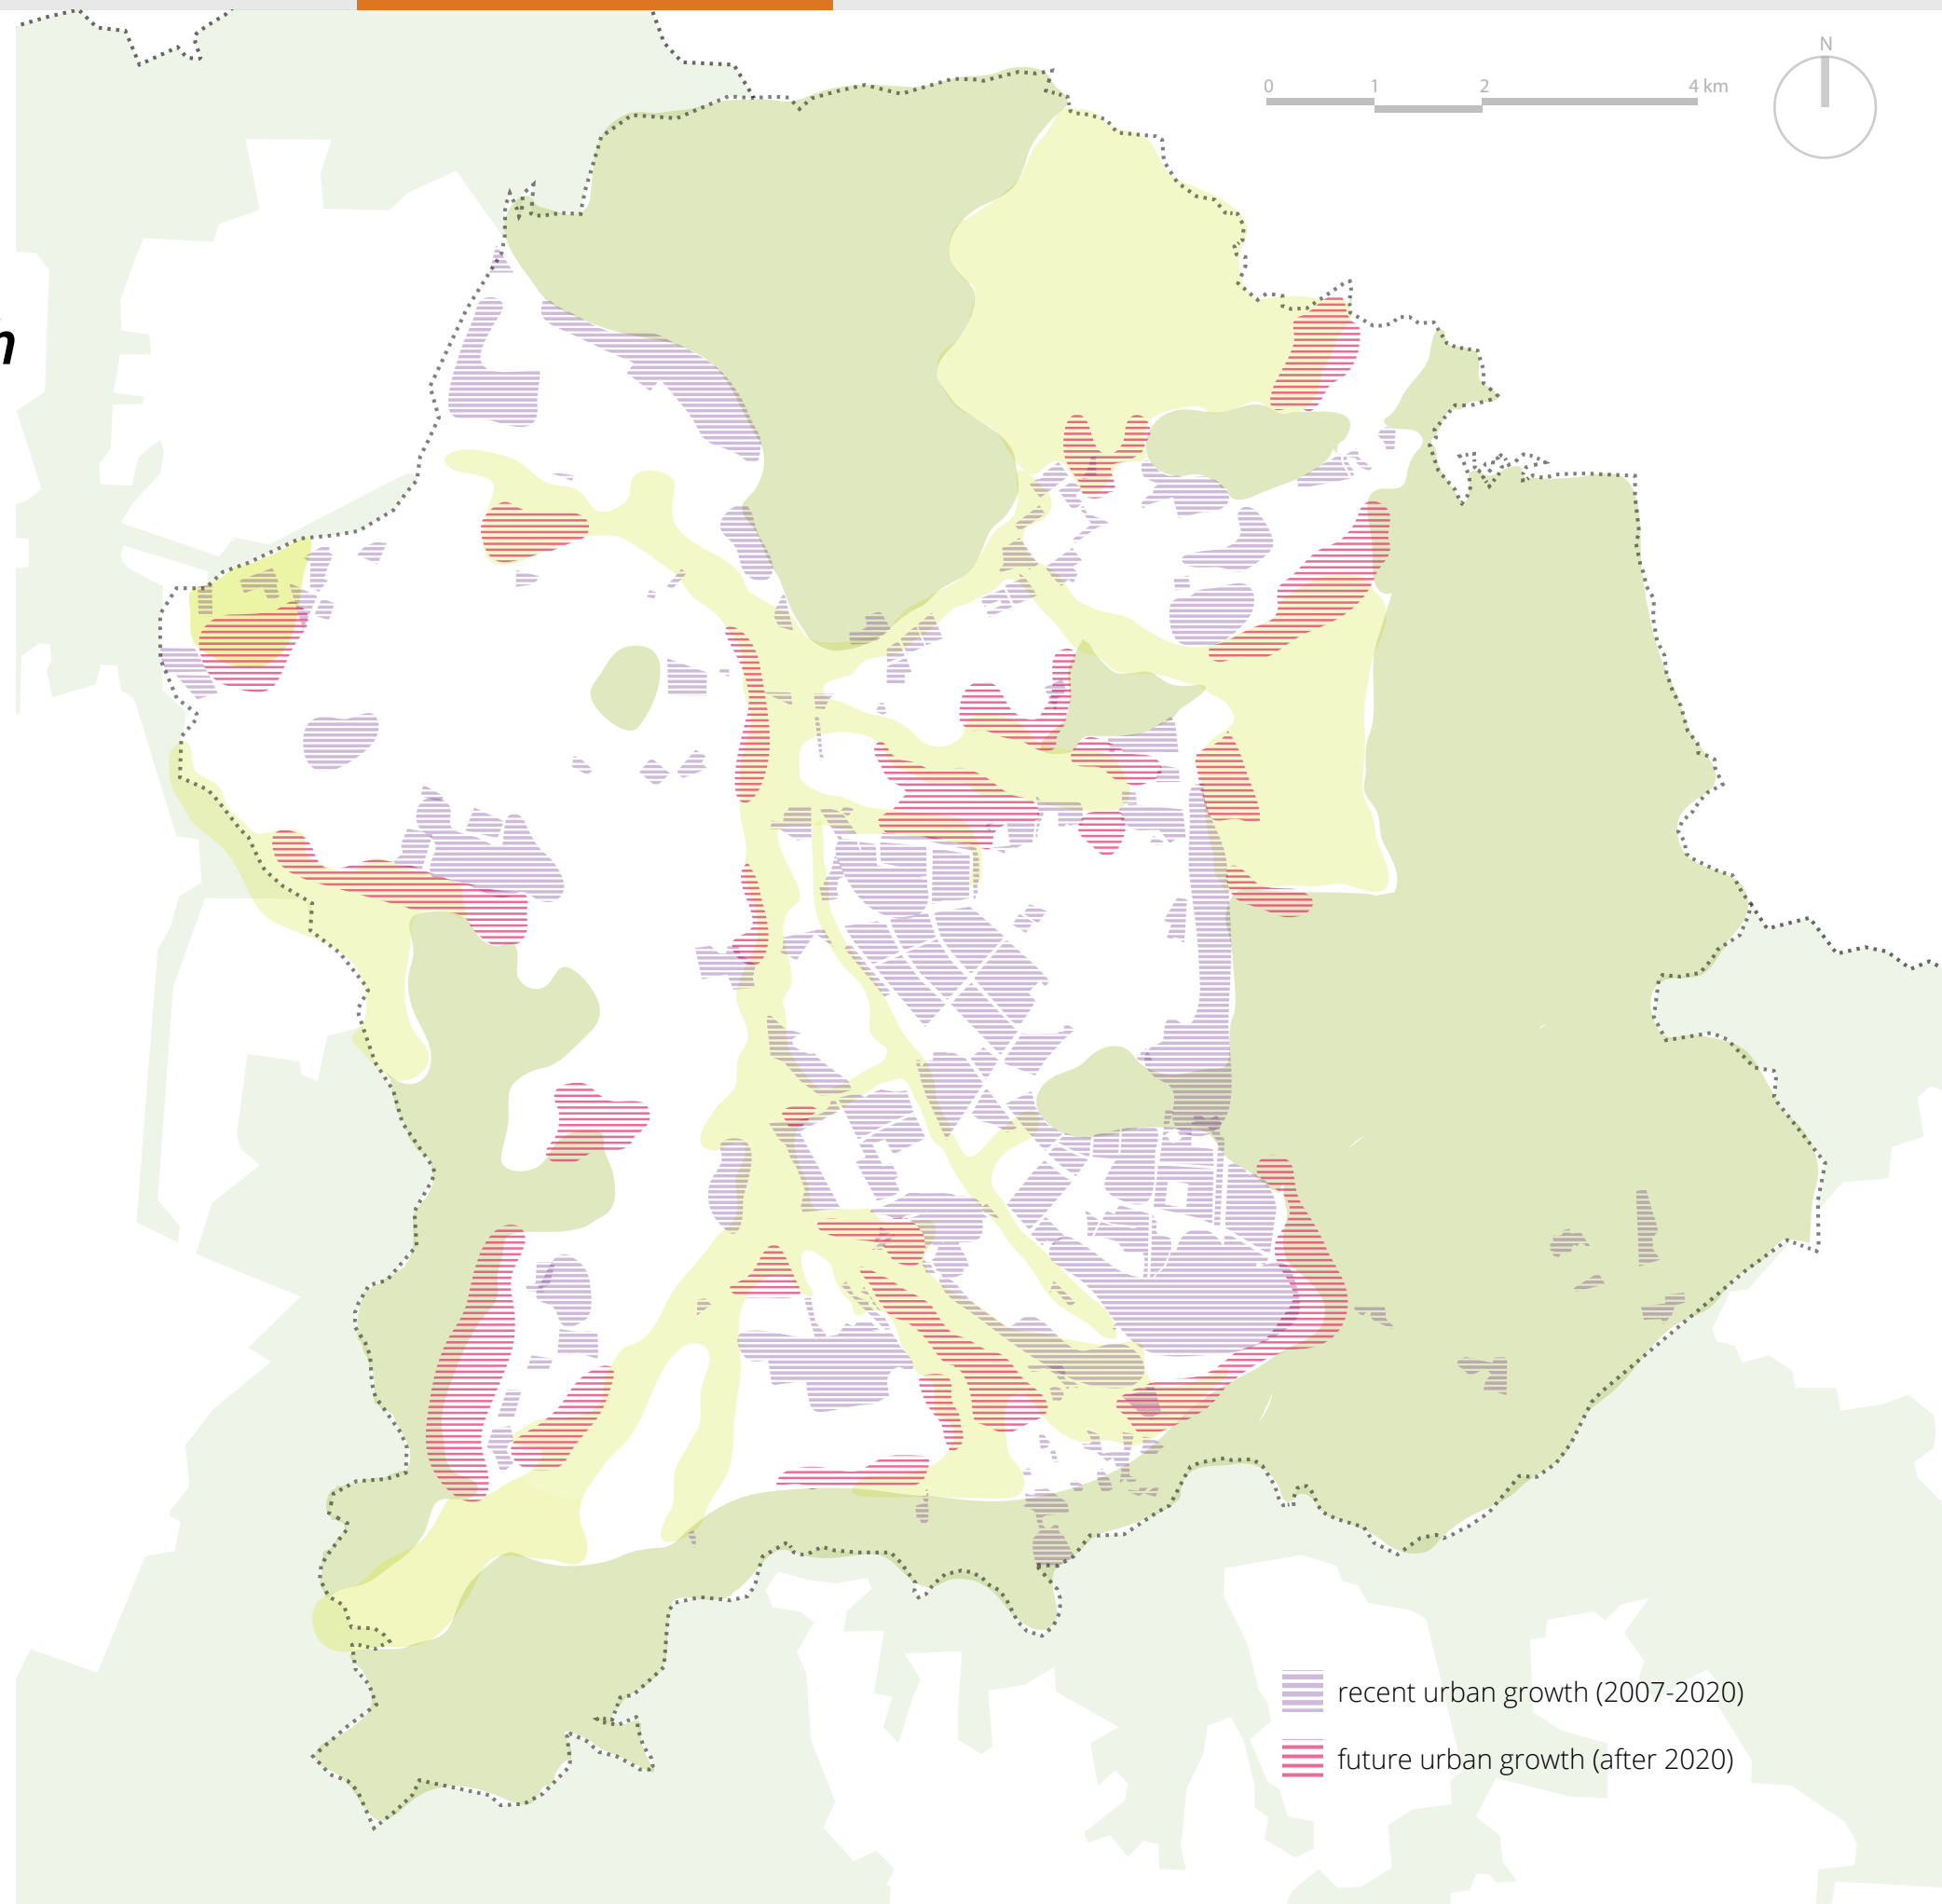 N
0 1 2 4 km
recent urban growth (2007-2020)
future urban growth (after 2020)